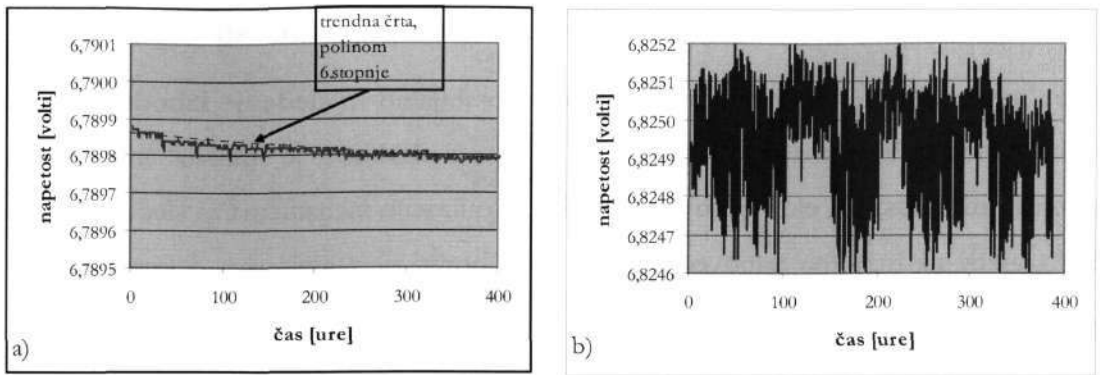 trendna črta,
polinom
6.stopnje
6,7901
6,7900
6,7899
6,7898
6,7897
6,7896
6,7895
napetost [volti]
0 100 200 300 400
čas [ure]
a)
6,8252
6,8251
6,8250
6,8249
6,8248
6,8247
6,8246
napetost [volti]
0 100 200 300 400
čas [ure]
b)